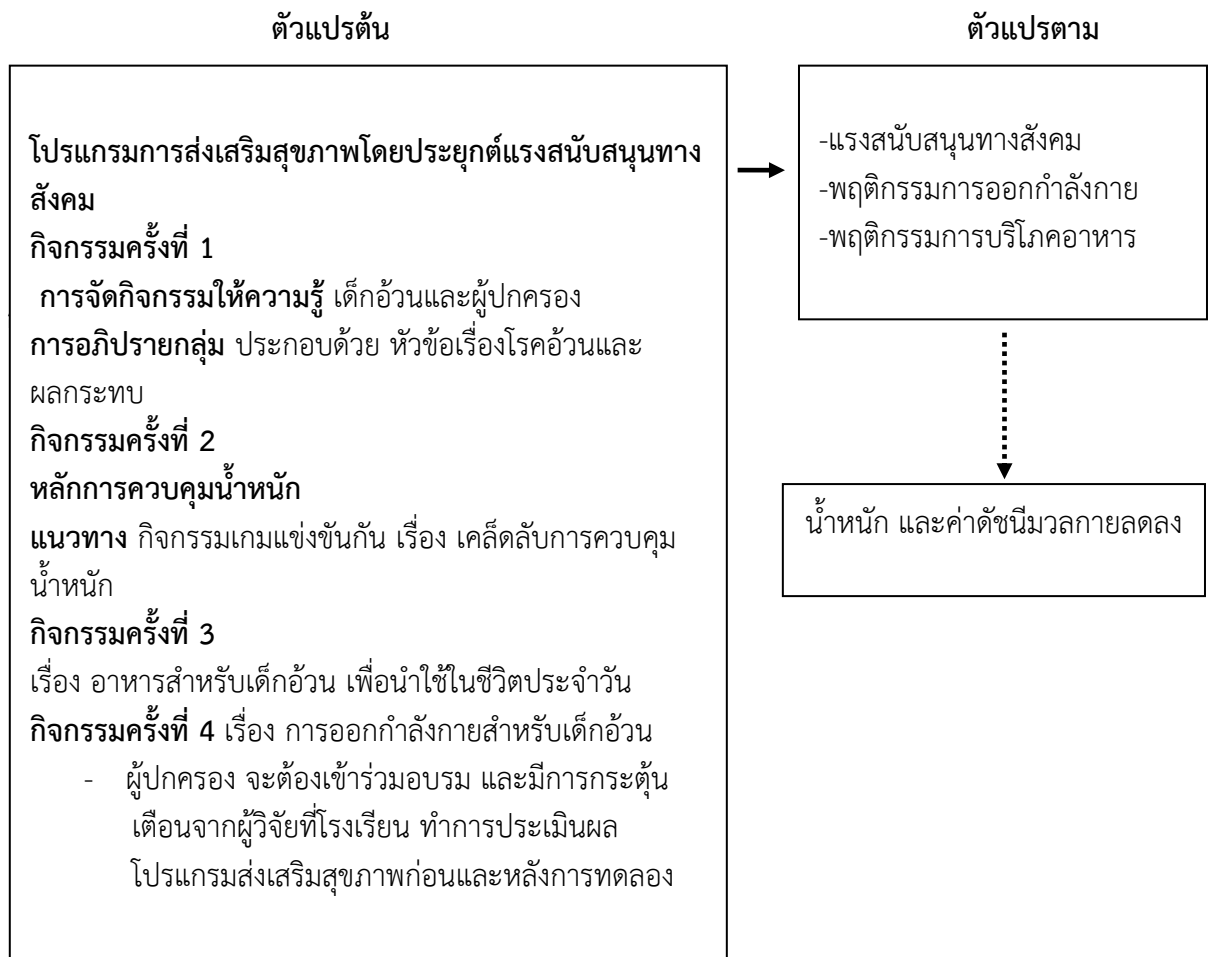 ตัวแปรต้น
ตัวแปรตาม
โปรแกรมการส่งเสริมสุขภาพโดยประยุกต์แรงสนับสนุนทาง
สังคม
กิจกรรมครั้งที่ 1
การจัดกิจกรรมให้ความรู้ เด็กอ้วนและผู้ปกครอง
การอภิปรายกลุ่ม ประกอบด้วย หัวข้อเรื่องโรคอ้วนและ
ผลกระทบ
กิจกรรมครั้งที่ 2
หลักการควบคุมน้ำหนัก
แนวทาง กิจกรรมเกมแข่งขันกัน เรื่อง เคล็ดลับการควบคุม
น้ำหนัก
กิจกรรมครั้งที่ 3
เรื่อง อาหารสำหรับเด็กอ้วน เพื่อนำใช้ในชีวิตประจำวัน
กิจกรรมครั้งที่ 4 เรื่อง การออกกำลังกายสำหรับเด็กอ้วน
- ผู้ปกครอง จะต้องเข้าร่วมอบรม และมีการกระตุ้น
เตือนจากผู้วิจัยที่โรงเรียน ทำการประเมินผล
โปรแกรมส่งเสริมสุขภาพก่อนและหลังการทดลอง
-แรงสนับสนุนทางสังคม
-พฤติกรรมการออกกำลังกาย
-พฤติกรรมการบริโภคอาหาร
น้ำหนัก และค่าดัชนีมวลกายลดลง